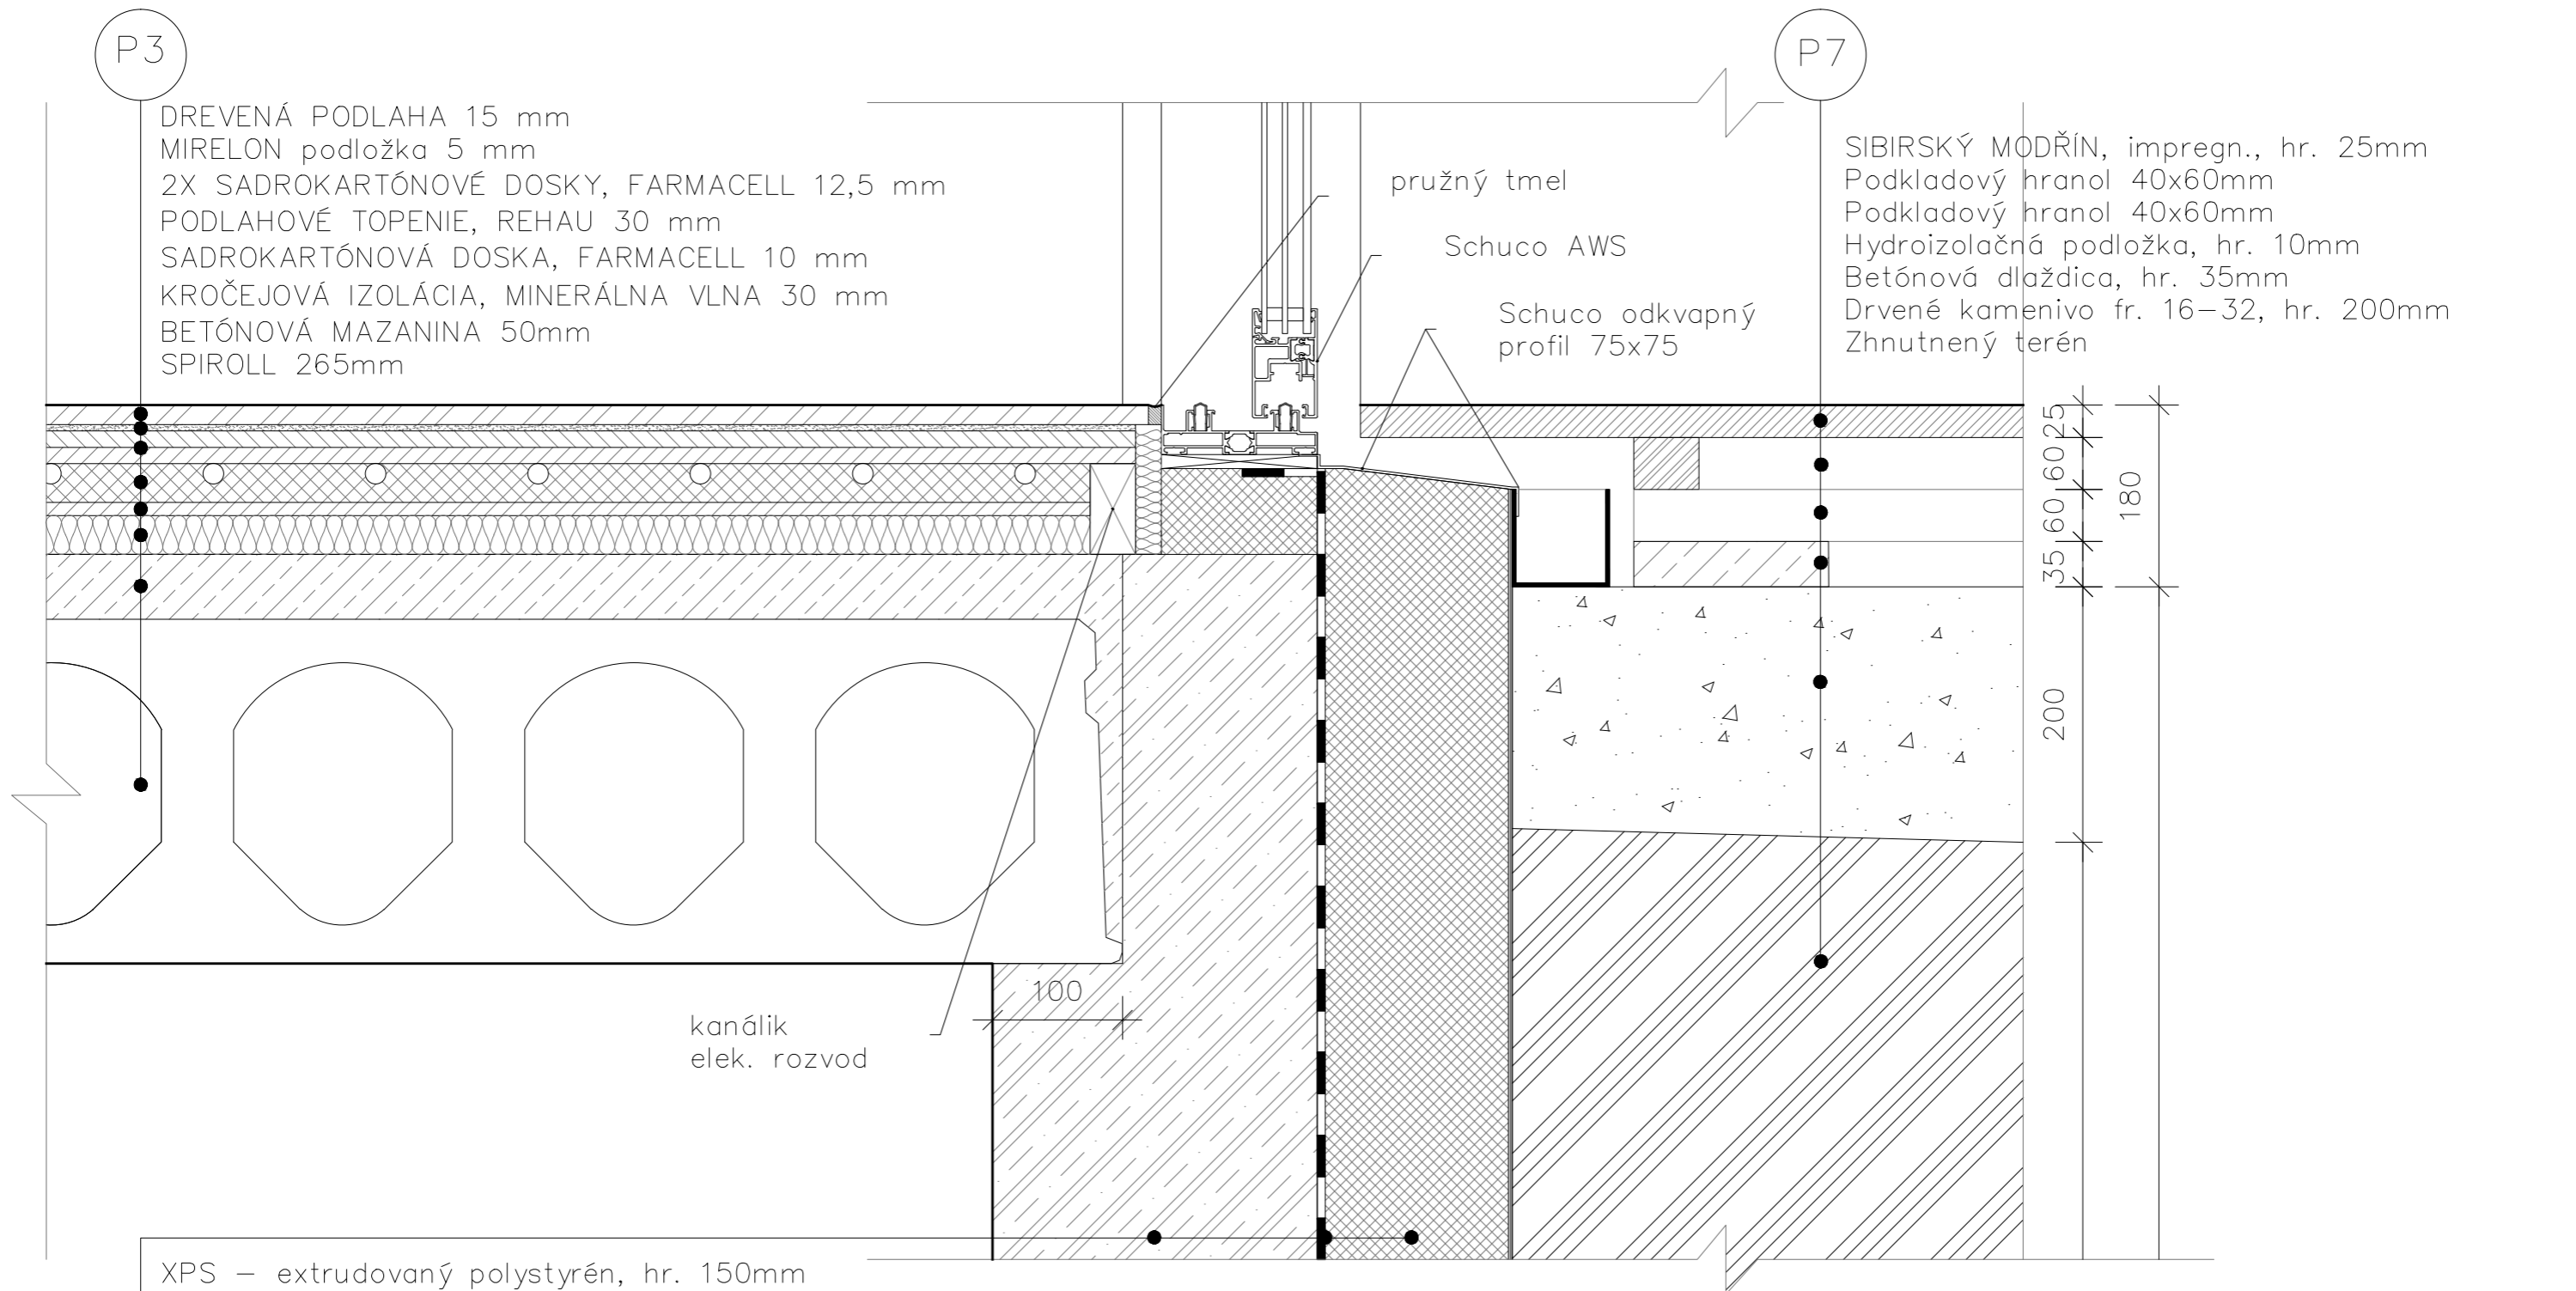 P3
DREVENÁ PODLAHA 15 mm
MIRELON podložka 5 mm
2X SADROKARTÓNOVÉ DOSKY, FARMACELL 12,5 mm
PODLAHOVÉ TOPENIE, REHAU 30 mm
SADROKARTÓNOVÁ DOSKA, FARMACELL 10 mm
KROČEJOVÁ IZOLÁCIA, MINERÁLNA VLNA 30 mm
BETÓNOVÁ MAZANINA 50mm
SPIROLL 265mm
pružný tmel
Schuco AWS
Schuco odkvapný
profil 75x75
P7
SIBIRSKÝ MODŘÍN, impregn., hr. 25mm
Podkladový hranol 40x60mm
Podkladový hranol 40x60mm
Hydroizolačná podložka, hr. 10mm
Betónová dlaždica, hr. 35mm
Drvené kamenivo fr. 16-32, hr. 200mm
Zhnutnený terén
25
60
60
35
180
200
100
kanálik
elek. rozvod
XPS - extrudovaný polystyrén, hr. 150mm